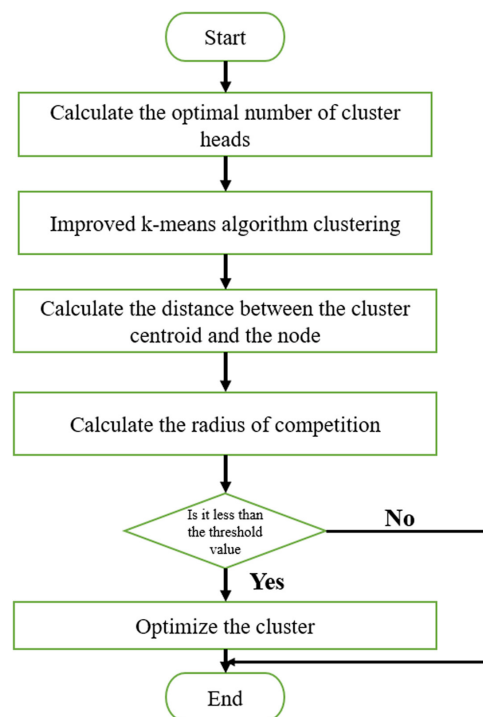 Start
Calculate the optimal number of cluster
heads
Improved k-means algorithm clustering
Calculate the distance between the cluster
centroid and the node
Calculate the radius of competition
Is it less than
the threshold
value
No
Yes
Optimize the cluster
End